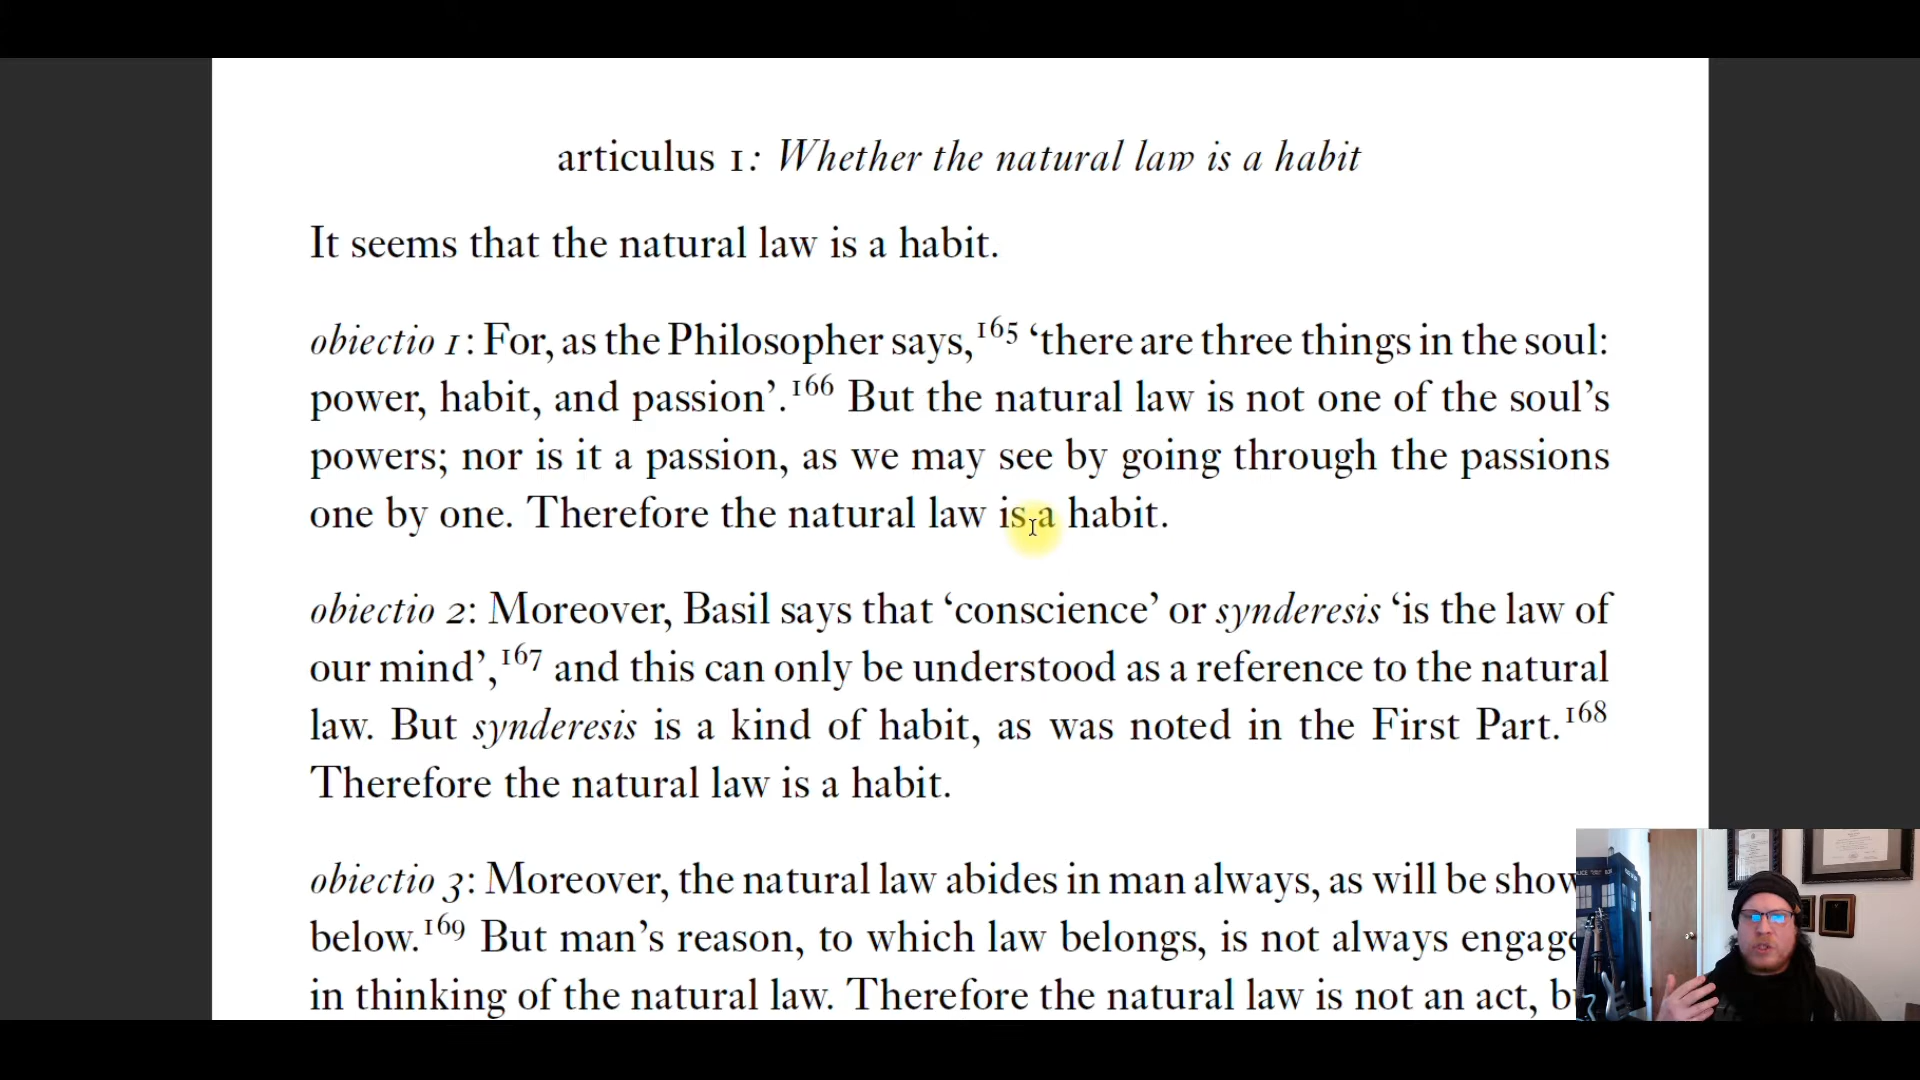 articulus 1: Whether the natural law is a habit
It seems that the natural law is a habit.
obiectio 1: For, as the Philosopher says,165 ‘there are three things in the soul:
power, habit, and passion’.166 But the natural law is not one of the soul’s
powers; nor is it a passion, as we may see by going through the passions
one by one. Therefore the natural law is a habit.
obiectio 2: Moreover, Basil says that ‘conscience’ or synderesis ‘is the law of
our mind’,167 and this can only be understood as a reference to the natural
law. But synderesis is a kind of habit, as was noted in the First Part.168
Therefore the natural law is a habit.
obiectio 3: Moreover, the natural law abides in man always, as will be show
below.169 But man’s reason, to which law belongs, is not always engage
in thinking of the natural law. Therefore the natural law is not an act, b